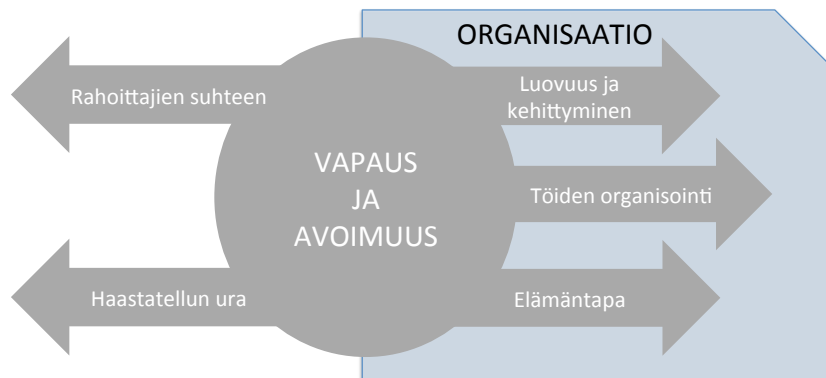 ORGANISAATIO
Rahoittajien suhteen
Luovuus ja
kehittyminen
VAPAUS
JA
AVOIMUUS
Töiden organisointi
Haastatellun ura
Elämäntapa